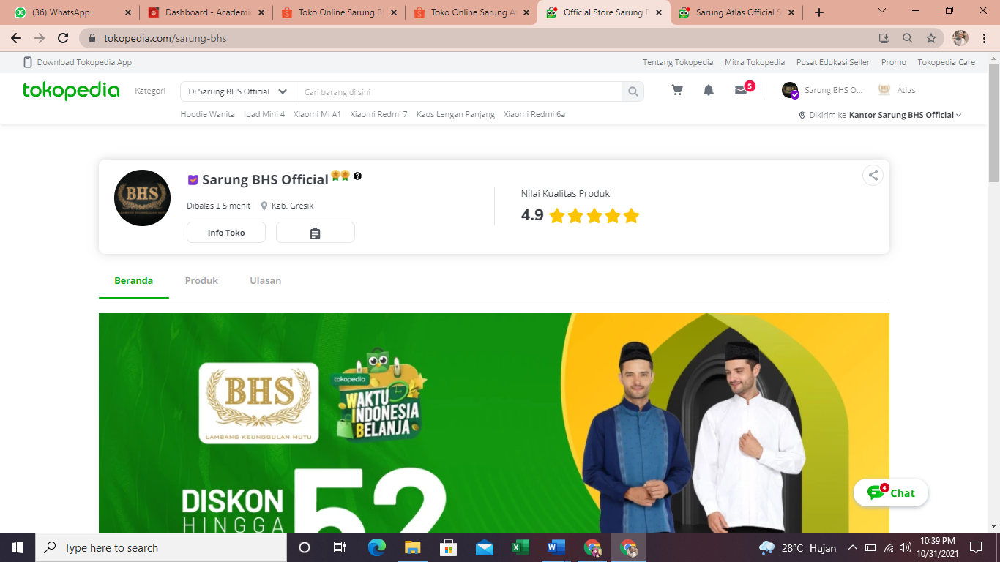 (36) WhatsApp
Dashboard - Academi
Toko Online Sarung B
Toko Online Sarung A
Official Store Sarung B
Sarung Atlas Official S
tokopedia.com/sarung-bhs
Download Tokopedia App
Tentang Tokopedia
Mitra Tokopedia
Pusat Edukasi Seller
Promo
Tokopedia Care
tokopedia
Kategori
Di Sarung BHS Official
Cari barang di sini
5
Sarung BHS O...
Atlas
Hoodie Wanita
Ipad Mini 4
Xiaomi Mi A1
Xiaomi Redmi 7
Kaos Lengan Panjang
Xiaomi Redmi 6a
Dikirim ke Kantor Sarung BHS Official
BHS
LAMBANG KEUNGGULAN MUTU
Sarung BHS Official
Dibalas ± 5 menit
Kab. Gresik
Info Toko
Nilai Kualitas Produk
4.9
Beranda
Produk
Ulasan
BHS
LAMBANG KEUNGGULAN MUTU
tokopedia
WAKTU
INDONESIA
BELANJA
DISKON
HINGGA
52
4
Chat
Type here to search
28°C Hujan
10:39 PM
10/31/2021